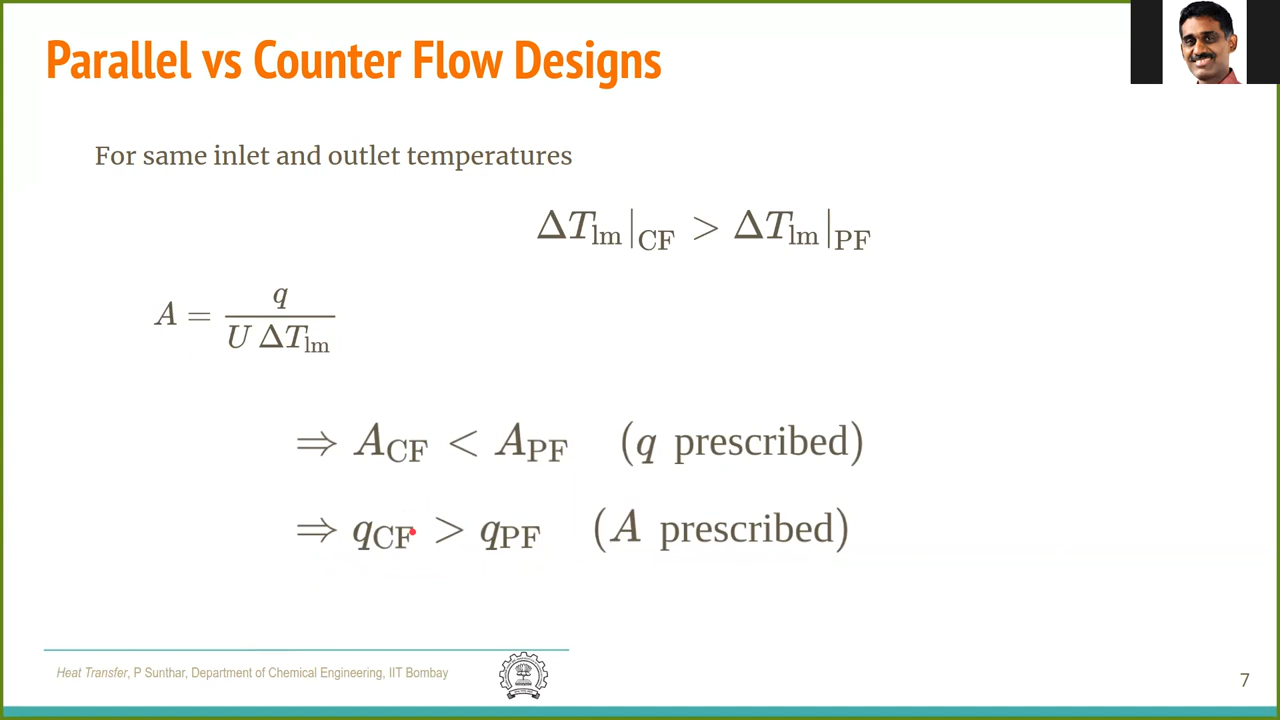 Parallel vs Counter Flow Designs
For same inlet and outlet temperatures
ΔT_lm|_CF > ΔT_lm|_PF
A = q / (U ΔT_lm)
⇒ A_CF < A_PF (q prescribed)
⇒ q_CF > q_PF (A prescribed)
Heat Transfer, P Sunthar, Department of Chemical Engineering, IIT Bombay
7